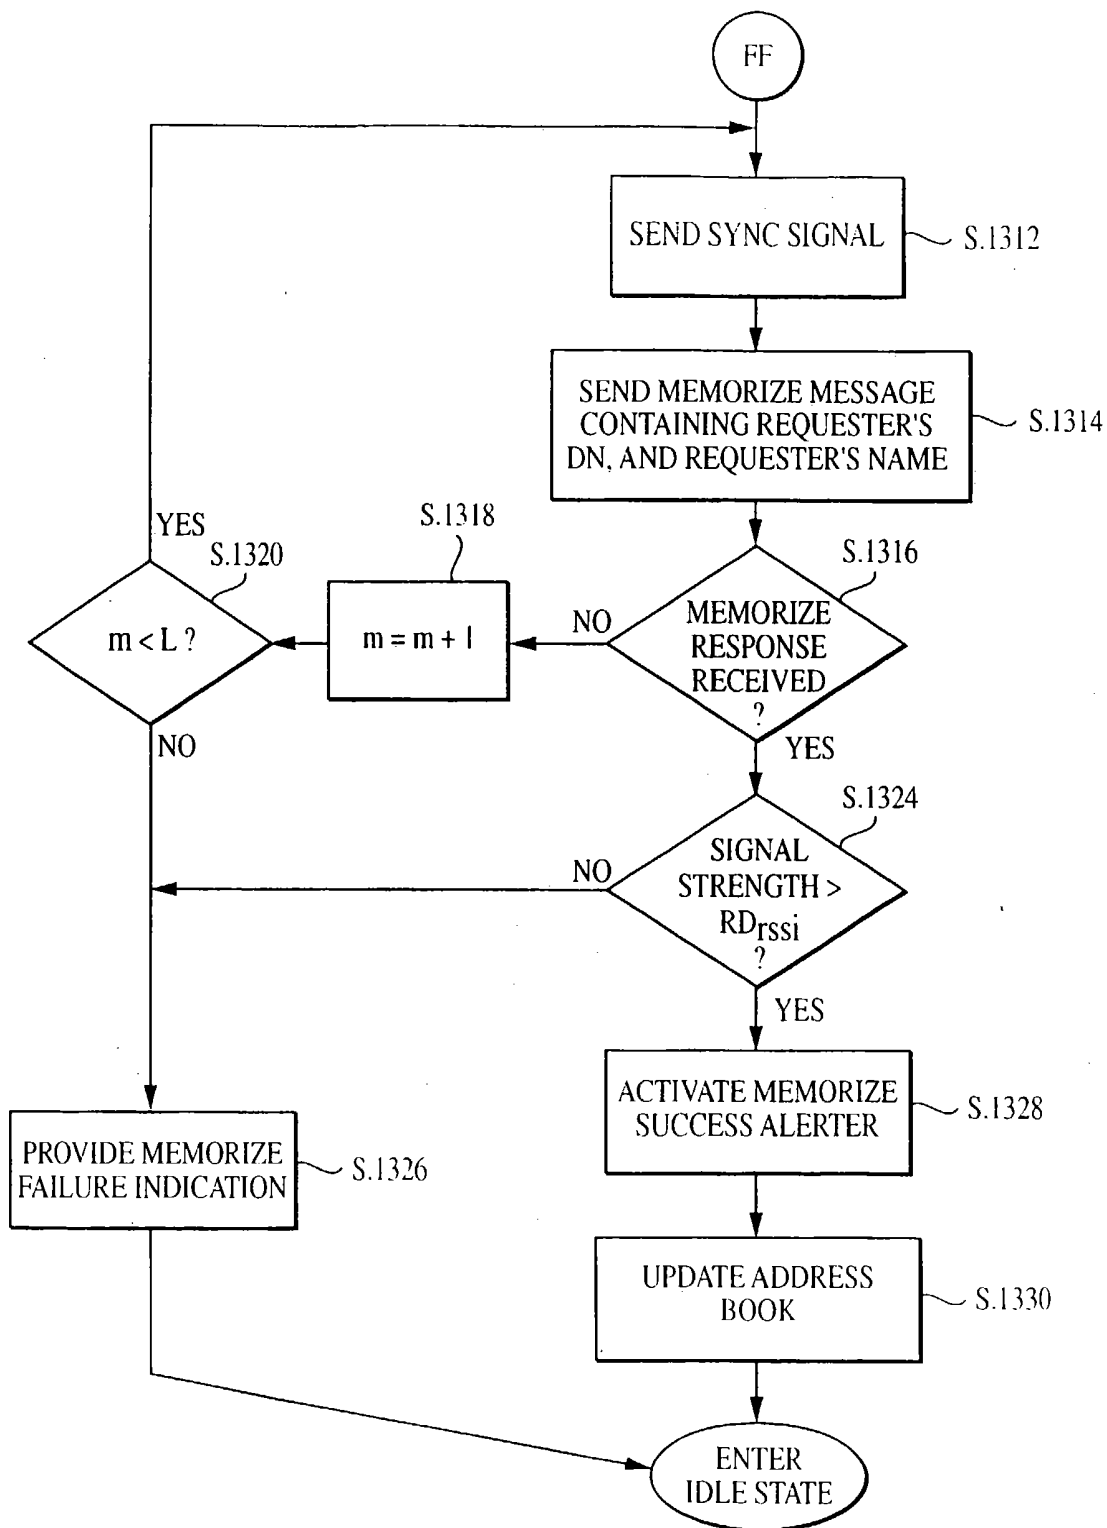 FF
SEND SYNC SIGNAL
S.1312
SEND MEMORIZE MESSAGE
CONTAINING REQUESTER'S
DN, AND REQUESTER'S NAME
S.1314
YES
S.1320
m < L ?
NO
S.1318
m = m + 1
NO
S.1316
MEMORIZE
RESPONSE
RECEIVED
?
YES
S.1324
NO
SIGNAL
STRENGTH >
RDrssi
?
YES
ACTIVATE MEMORIZE
SUCCESS ALERTER
S.1328
PROVIDE MEMORIZE
FAILURE INDICATION
S.1326
UPDATE ADDRESS
BOOK
S.1330
ENTER
IDLE STATE